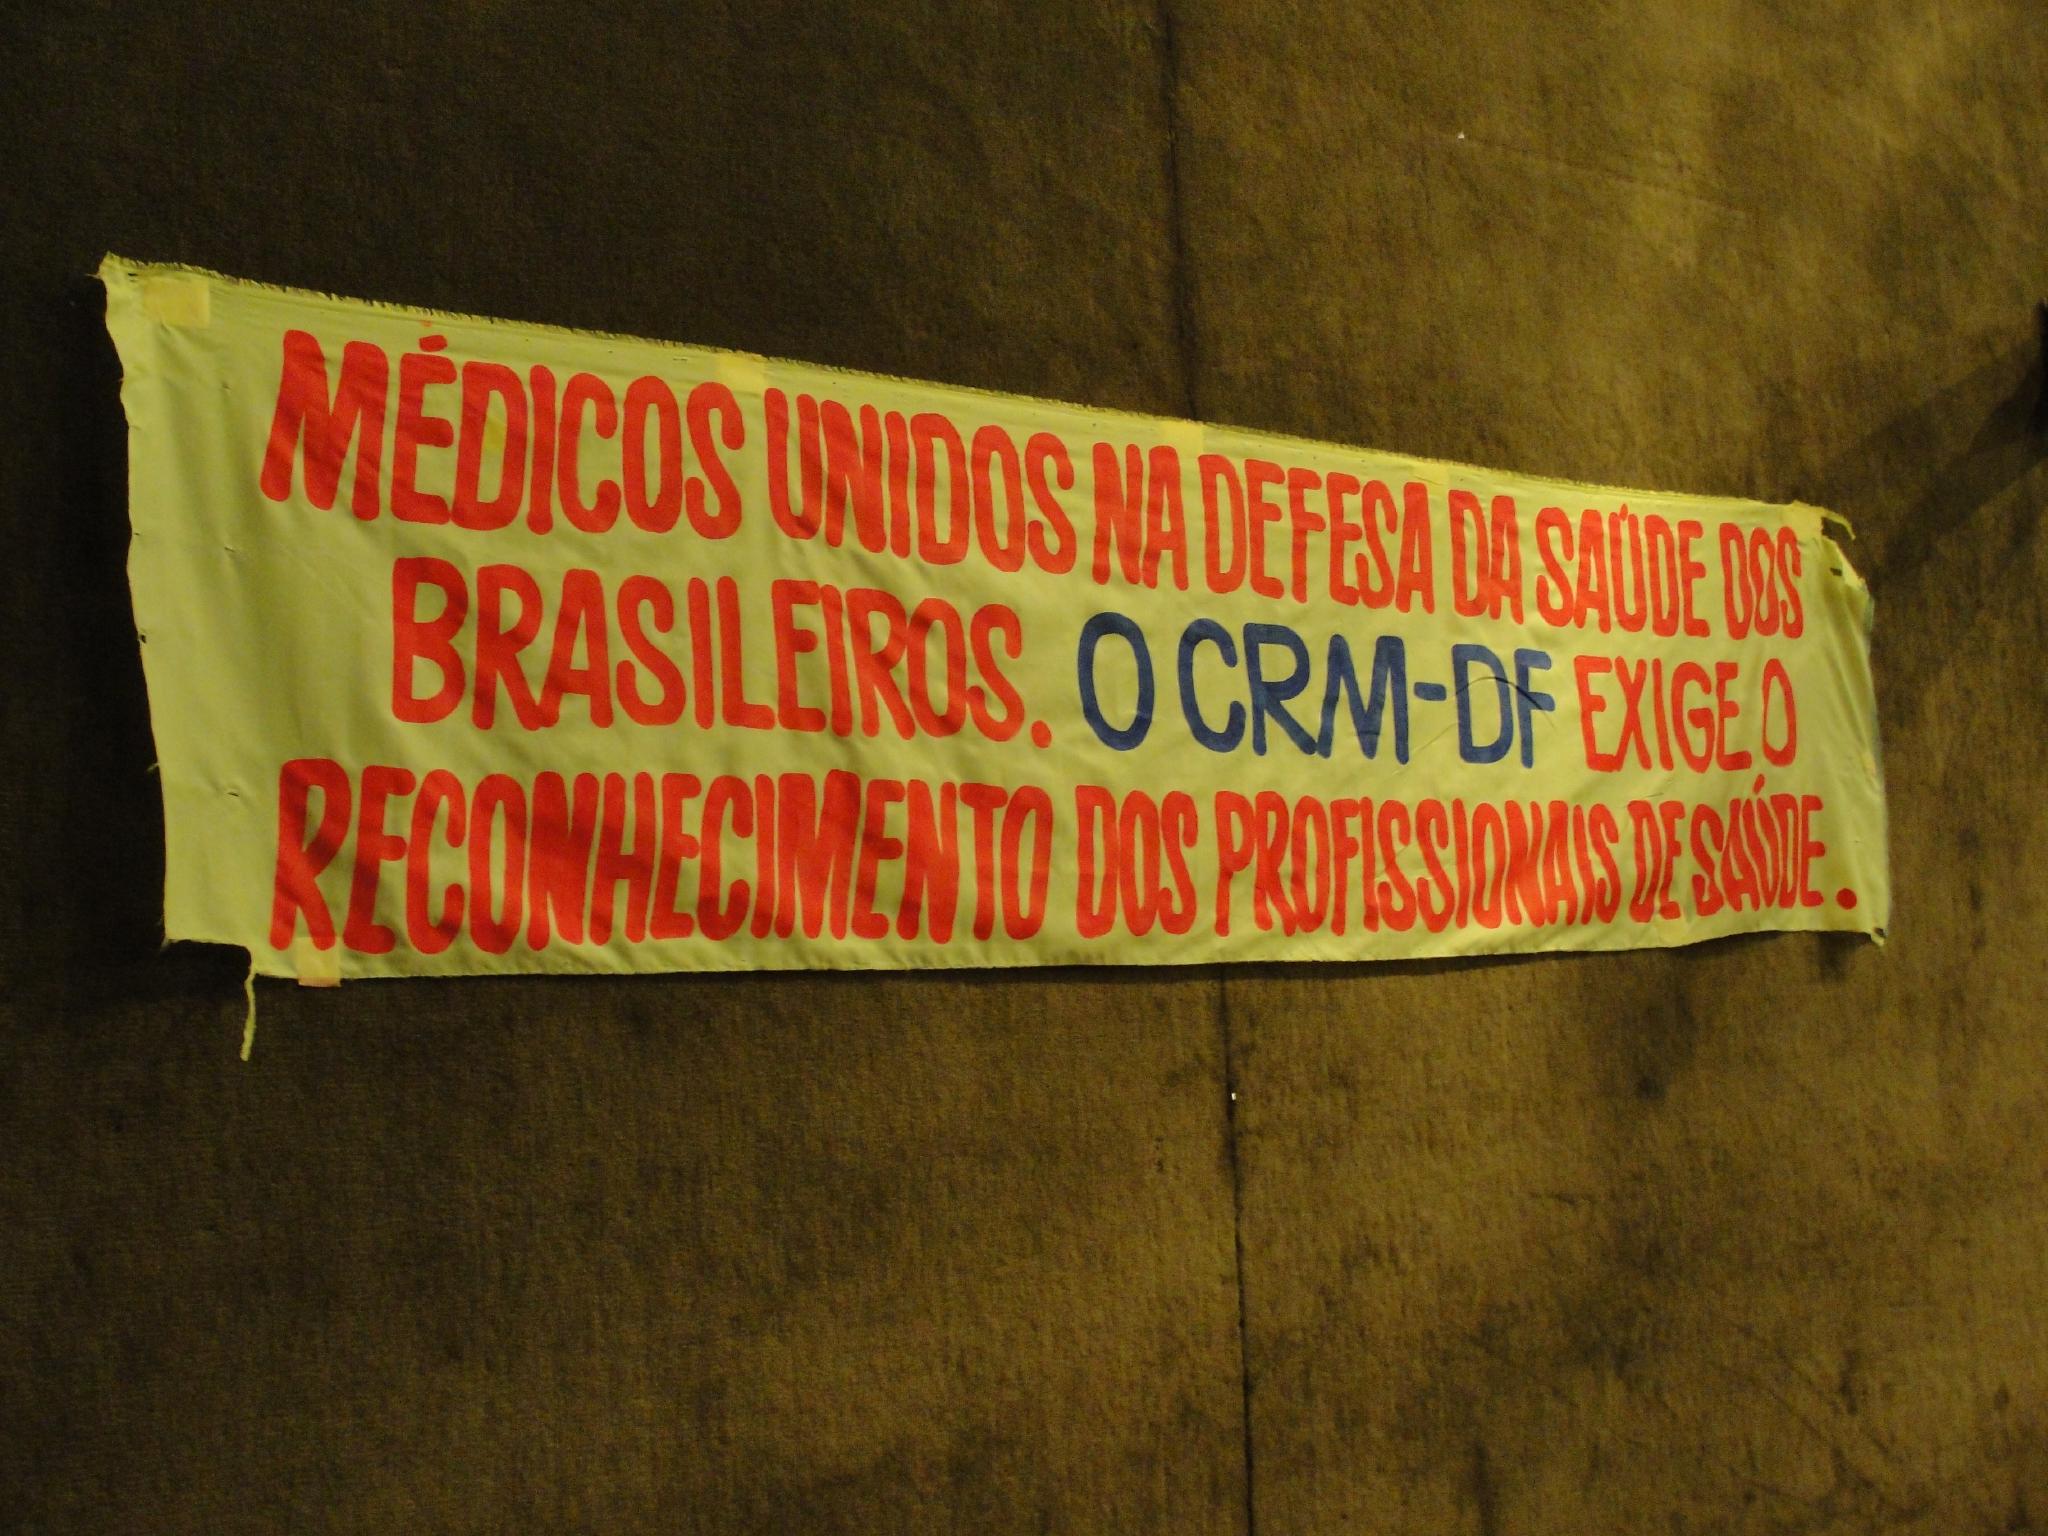 MÉDICOS UNIDOS NA DEFESA DA SAÚDE DOS
BRASILEIROS. O CRM-DF EXIGE O
RECONHECIMENTO DOS PROFISSIONAIS DE SAÚDE.